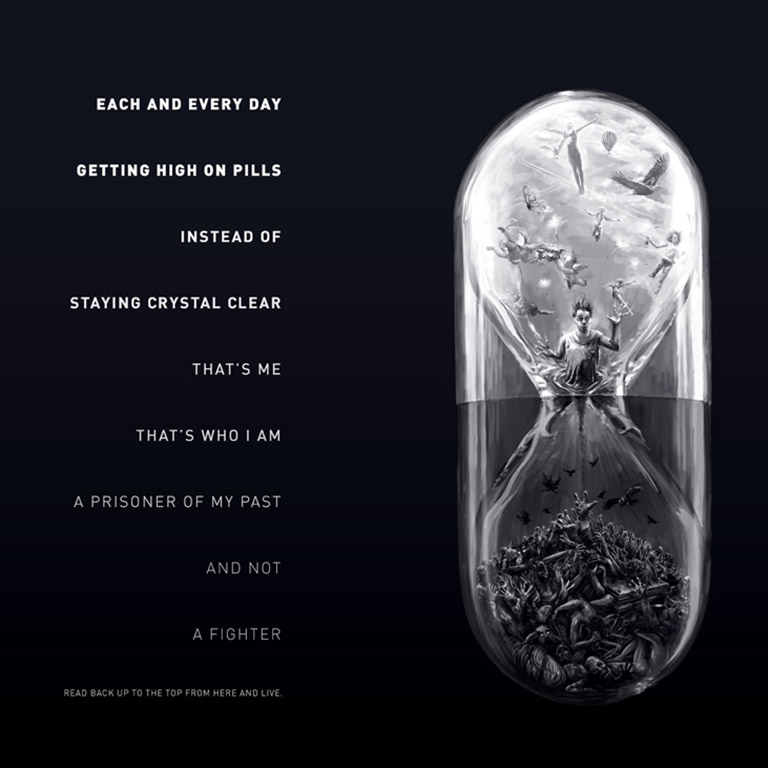 EACH AND EVERY DAY
GETTING HIGH ON PILLS
INSTEAD OF
STAYING CRYSTAL CLEAR
THAT'S ME
THAT'S WHO I AM
A PRISONER OF MY PAST
AND NOT
A FIGHTER
READ BACK UP TO THE TOP FROM HERE AND LIVE.